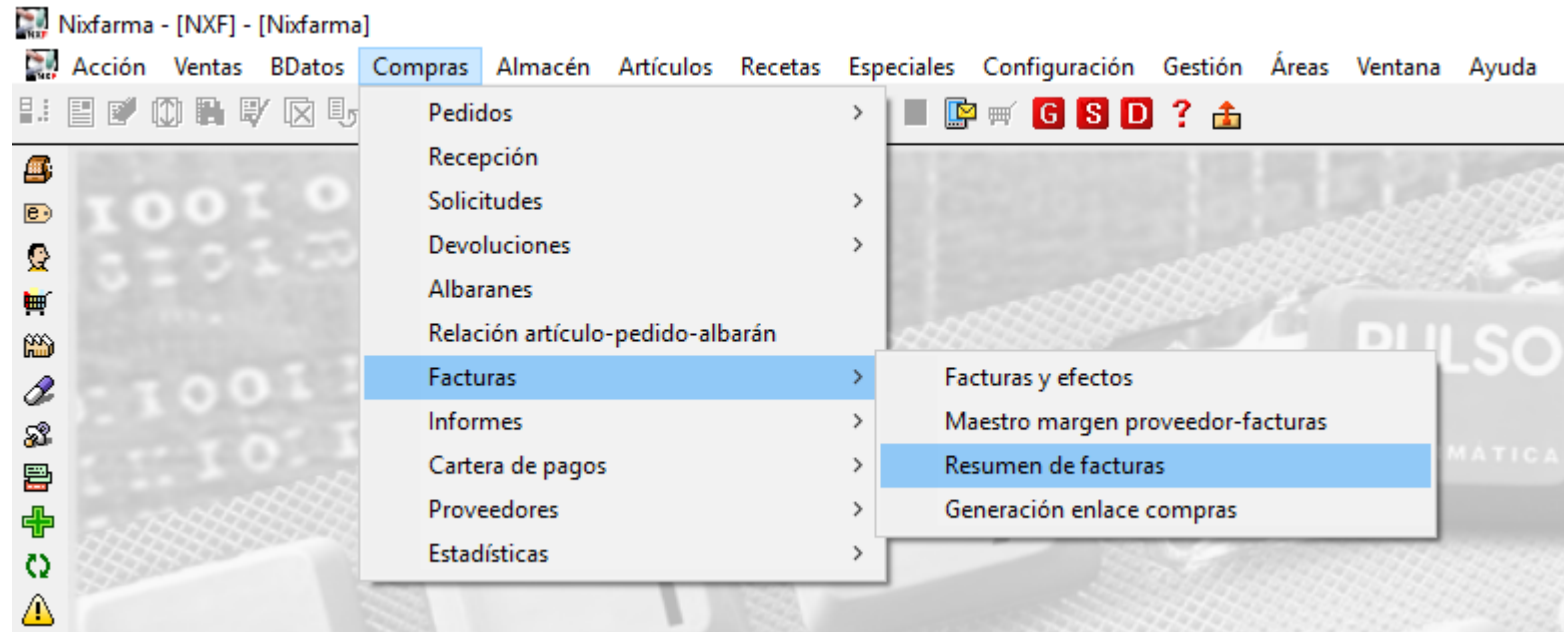 Nixfarma - [NXF] - [Nixfarma]
Acción Ventas BDatos Compras Almacén Artículos Recetas Especiales Configuración Gestión Áreas Ventana Ayuda
G S D ?
Pedidos
Recepción
Solicitudes
Devoluciones
Albaranes
Relación artículo-pedido-albarán
Facturas
Informes
Cartera de pagos
Proveedores
Estadísticas
Facturas y efectos
Maestro margen proveedor-facturas
Resumen de facturas
Generación enlace compras
PULSO
MÁTICA